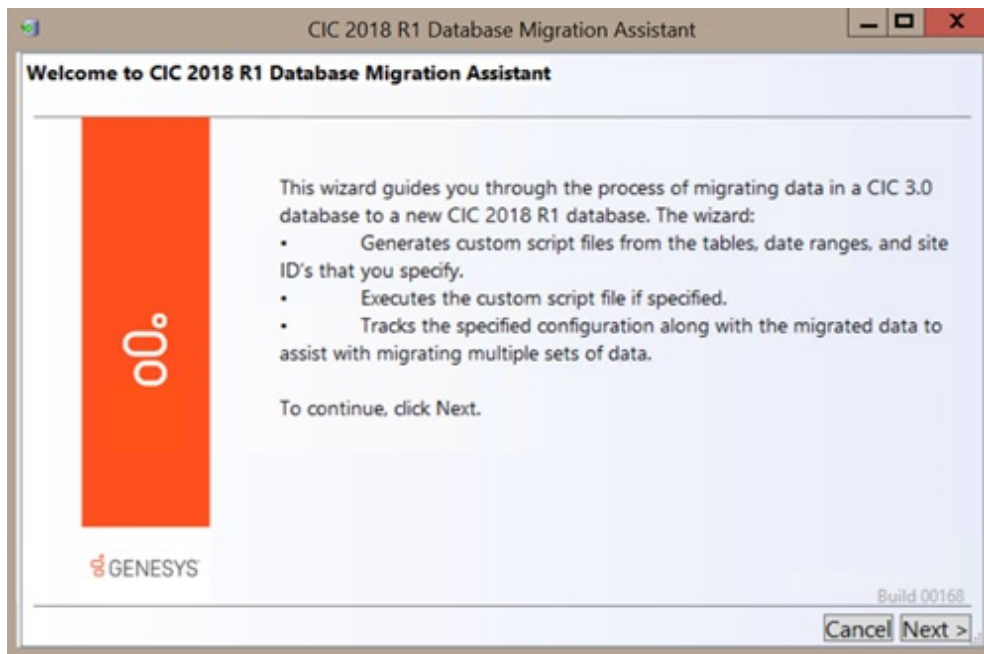 CIC 2018 R1 Database Migration Assistant
Welcome to CIC 2018 R1 Database Migration Assistant
This wizard guides you through the process of migrating data in a CIC 3.0
database to a new CIC 2018 R1 database. The wizard:
• Generates custom script files from the tables, date ranges, and site
ID's that you specify.
• Executes the custom script file if specified.
• Tracks the specified configuration along with the migrated data to
assist with migrating multiple sets of data.
To continue, click Next.
GENESYS
Build 00168
Cancel Next >